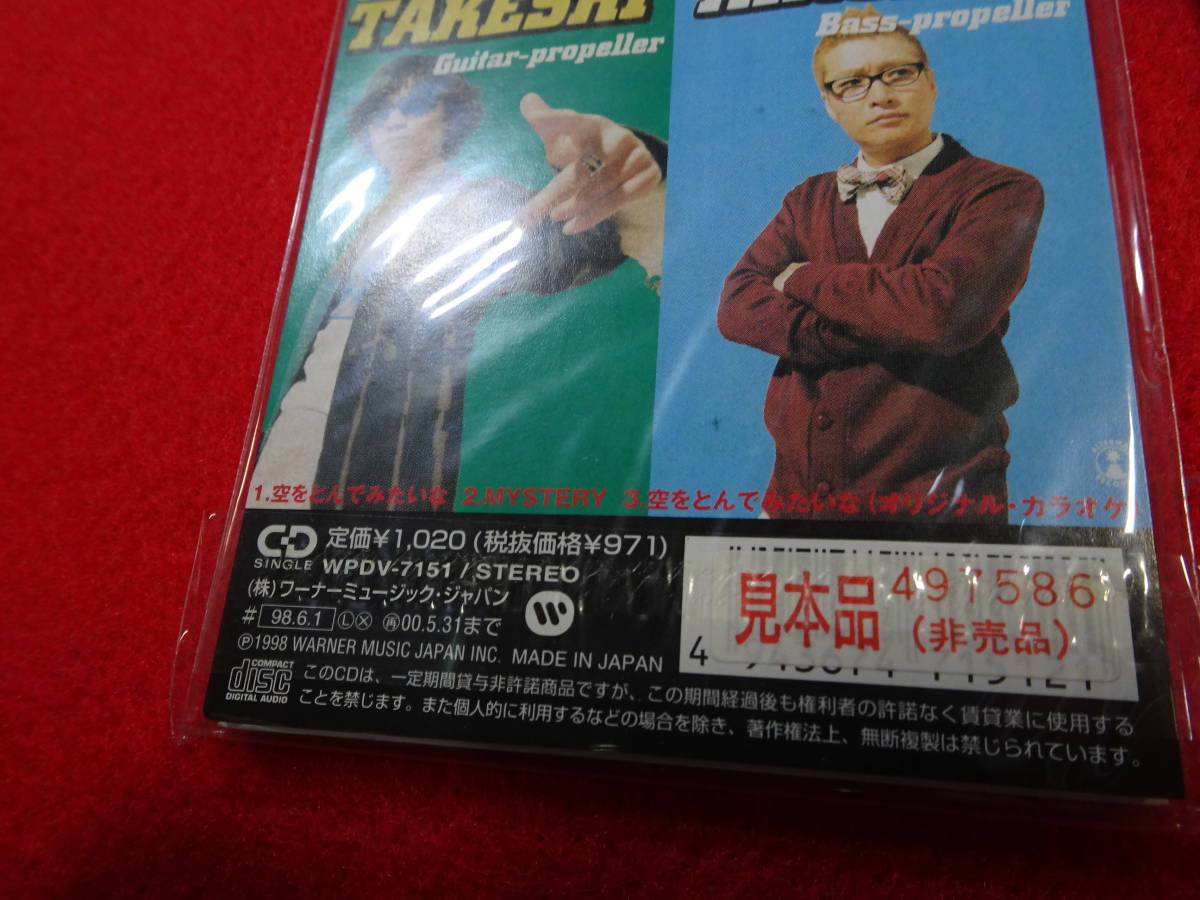 TAKESHI
Guitar-propeller
Bass-propeller
1.空をとんでみたいな 2.MYSTERY 3.空をとんでみたいな(オリジナル・カラオケ)
CD 定価¥1,020(税抜価格¥971)
SINGLE WPDV-7151 / STEREO
(株)ワーナーミュージック・ジャパン
# 98.6.1 Ⓛ Ⓧ 再 00.5.31まで
Ⓟ1998 WARNER MUSIC JAPAN INC. MADE IN JAPAN
見本品 497586
(非売品)
COMPACT
disc
DIGITAL AUDIO
このCDは、一定期間貸与非許諾商品ですが、この期間経過後も権利者の許諾なく賃貸業に使用する
ことを禁じます。また個人的に利用するなどの場合を除き、著作権法上、無断複製は禁じられています。